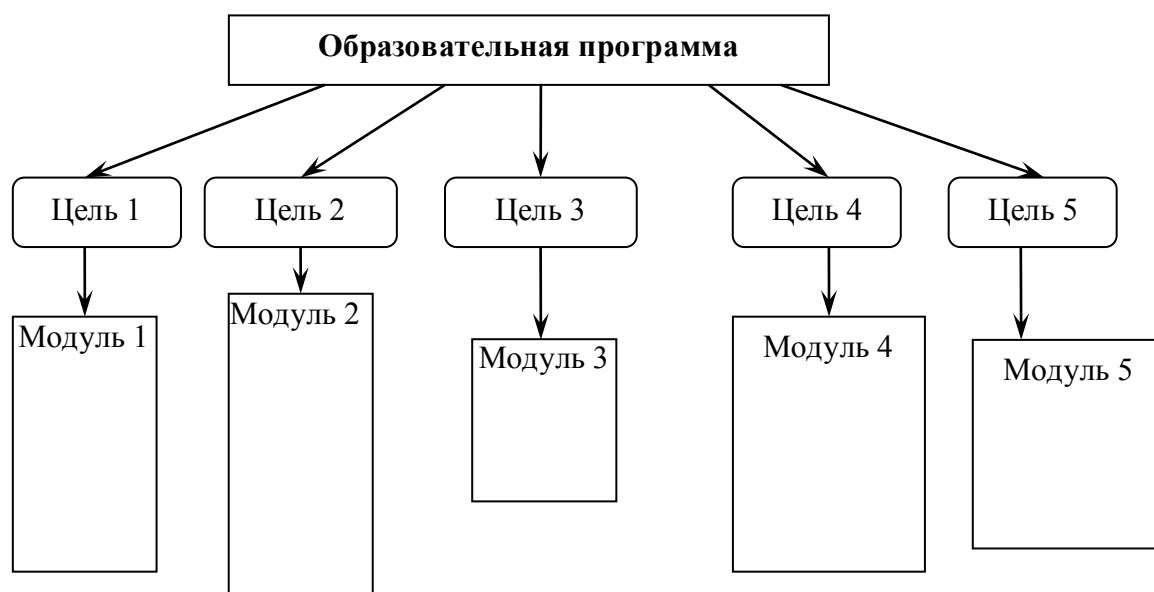 Образовательная программа
Цель 1
Цель 2
Цель 3
Цель 4
Цель 5
Модуль 1
Модуль 2
Модуль 3
Модуль 4
Модуль 5